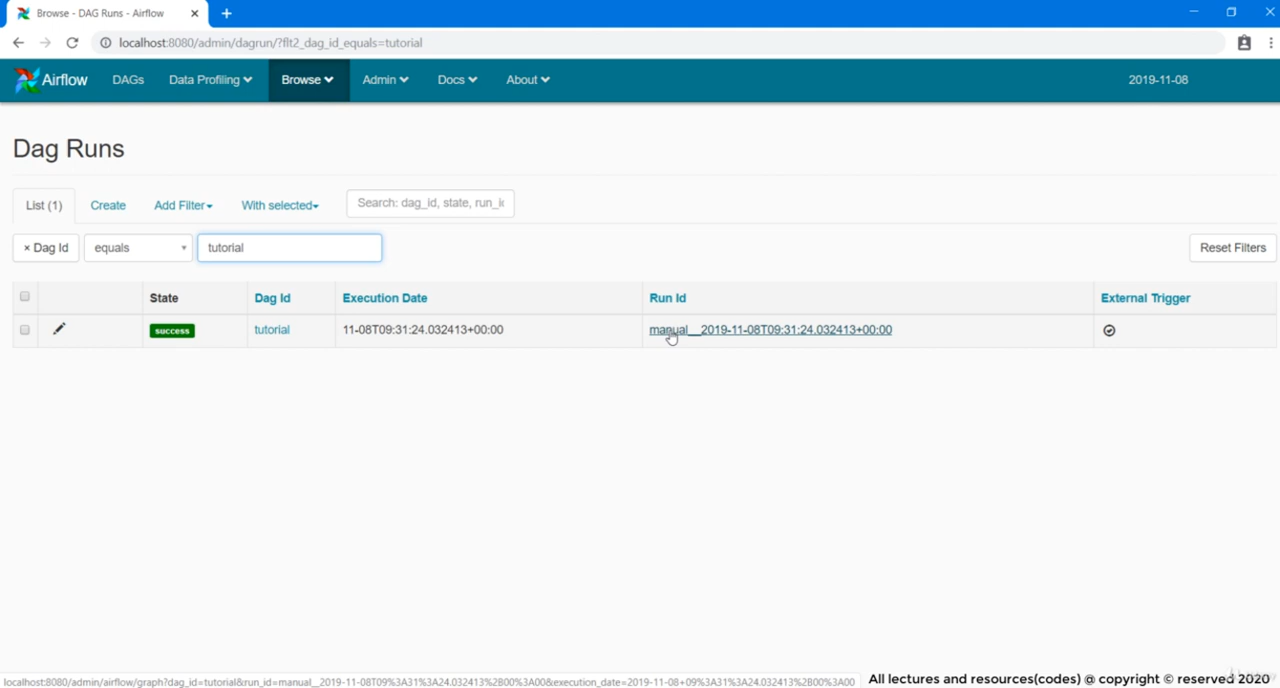 Browse - DAG Runs - Airflow
localhost:8080/admin/dagrun/?flt2_dag_id_equals=tutorial
Airflow DAGs Data Profiling Browse Admin Docs About 2019-11-08
Dag Runs
List (1) Create Add Filter With selected Search: dag_id, state, run_i
× Dag Id equals tutorial Reset Filters
State Dag Id Execution Date Run Id External Trigger
success tutorial 11-08T09:31:24.032413+00:00 manual__2019-11-08T09:31:24.032413+00:00
localhost:8080/admin/airflow/graph?dag_id=tutorial&run_id=manual__2019-11-08T09%3A31%3A24.032413%2B00%3A00&execution_date=2019-11-08+09%3A31%3A24.032413%2B00%3A00
All lectures and resources(codes) @ copyright © reserved 2020